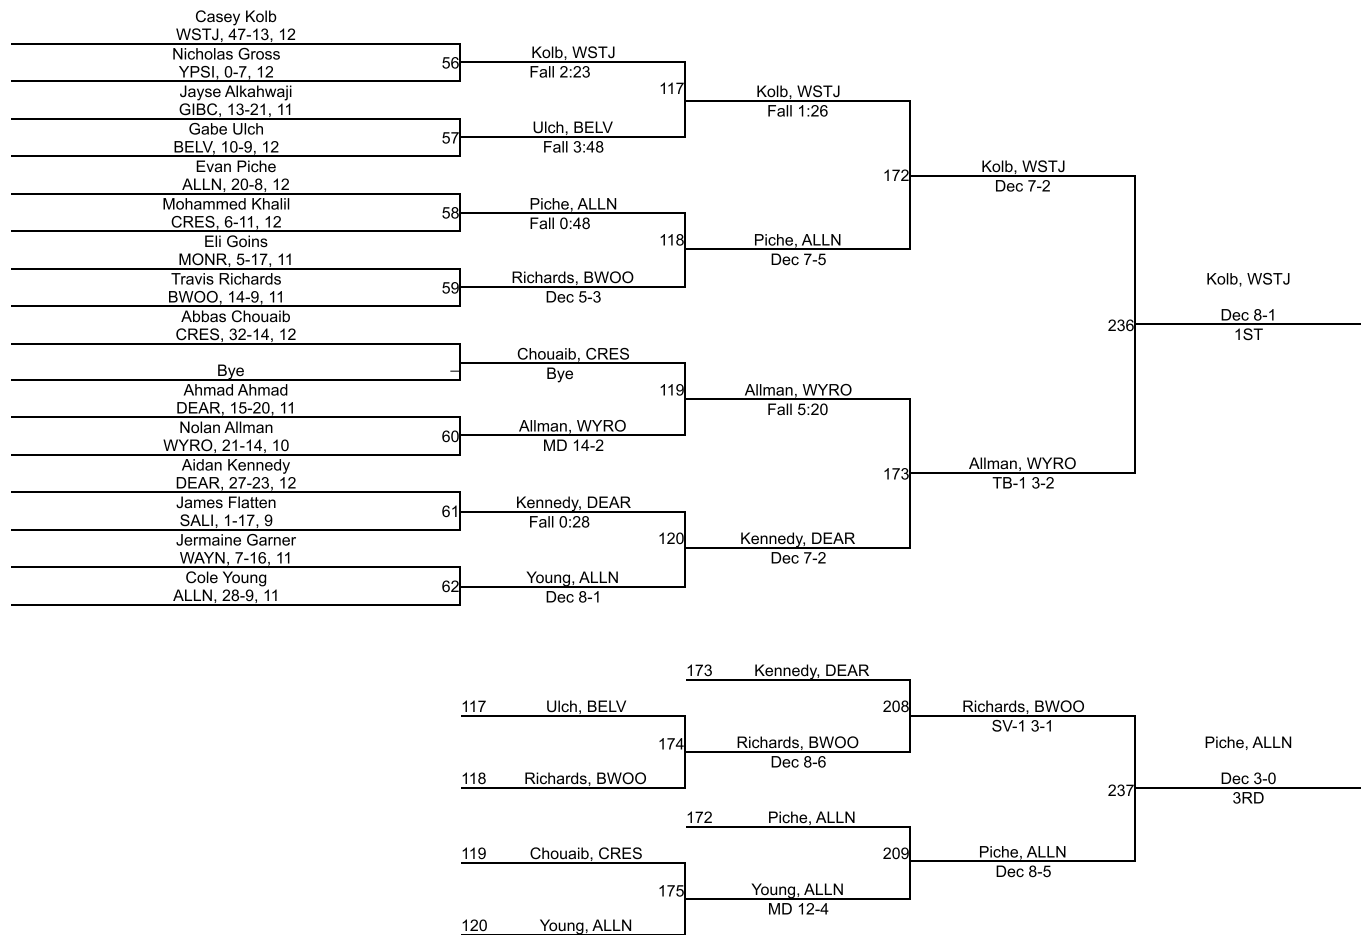 Casey Kolb
WSTJ, 47-13, 12
Nicholas Gross
YPSI, 0-7, 12
Jayse Alkahwaji
GIBC, 13-21, 11
Gabe Ulch
BELV, 10-9, 12
Evan Piche
ALLN, 20-8, 12
Mohammed Khalil
CRES, 6-11, 12
Eli Goins
MONR, 5-17, 11
Travis Richards
BWOO, 14-9, 11
Abbas Chouaib
CRES, 32-14, 12
Bye
Ahmad Ahmad
DEAR, 15-20, 11
Nolan Allman
WYRO, 21-14, 10
Aidan Kennedy
DEAR, 27-23, 12
James Flatten
SALI, 1-17, 9
Jermaine Garner
WAYN, 7-16, 11
Cole Young
ALLN, 28-9, 11
56
57
58
59
–
60
61
62
Kolb, WSTJ
Fall 2:23
Ulch, BELV
Fall 3:48
Piche, ALLN
Fall 0:48
Richards, BWOO
Dec 5-3
Chouaib, CRES
Bye
Allman, WYRO
MD 14-2
Kennedy, DEAR
Fall 0:28
Young, ALLN
Dec 8-1
117
118
119
120
Kolb, WSTJ
Fall 1:26
Piche, ALLN
Dec 7-5
Allman, WYRO
Fall 5:20
Kennedy, DEAR
Dec 7-2
172
173
Kolb, WSTJ
Dec 7-2
Allman, WYRO
TB-1 3-2
236
Kolb, WSTJ
Dec 8-1
1ST
117 Ulch, BELV
118 Richards, BWOO
119 Chouaib, CRES
120 Young, ALLN
174
175
173 Kennedy, DEAR
Richards, BWOO
Dec 8-6
172 Piche, ALLN
Young, ALLN
MD 12-4
208
209
Richards, BWOO
SV-1 3-1
Piche, ALLN
Dec 8-5
237
Piche, ALLN
Dec 3-0
3RD